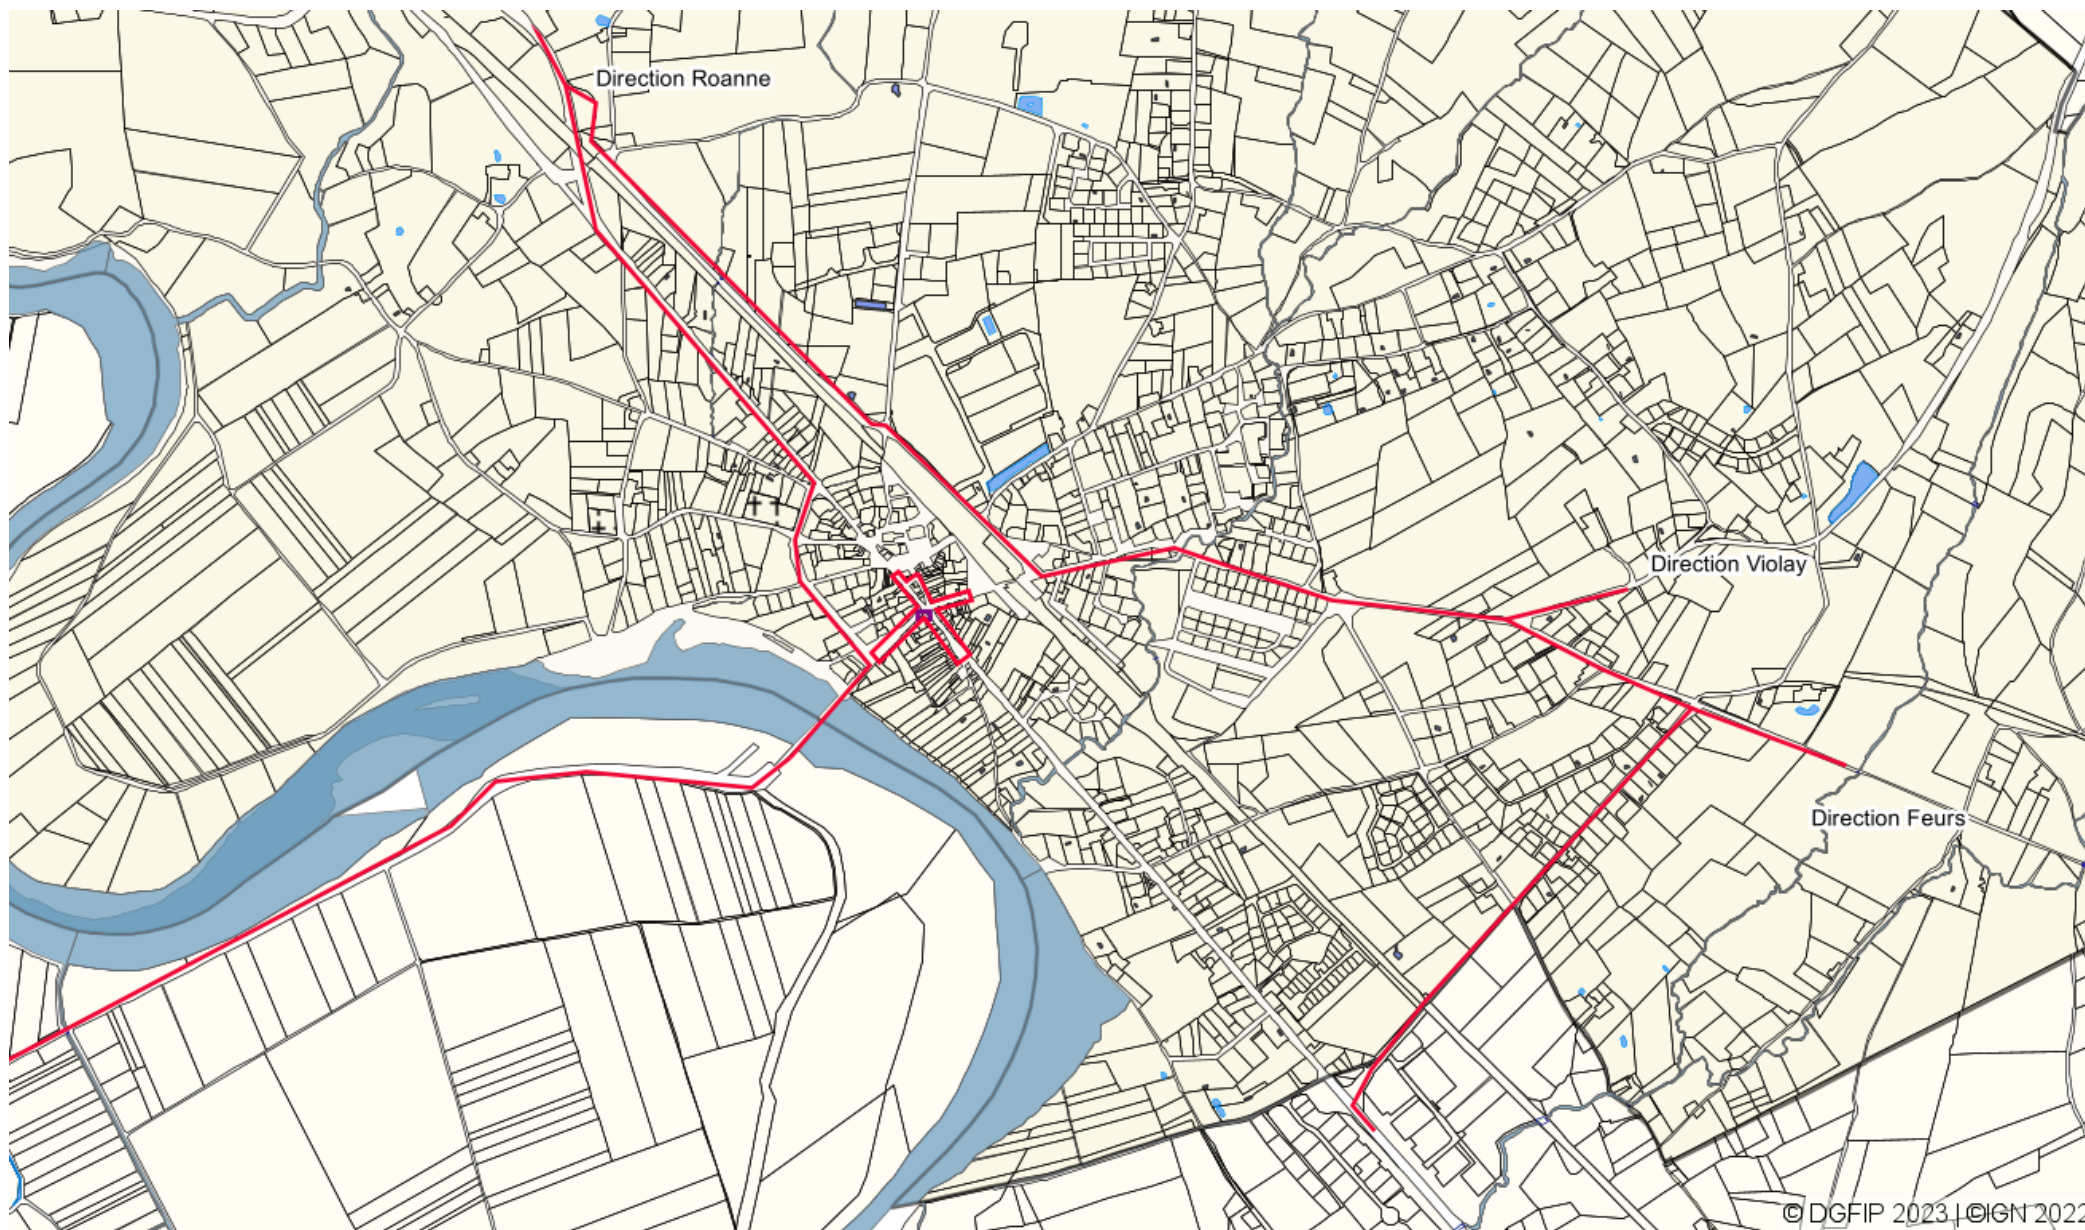 Direction Roanne
Direction Violay
Direction Feurs
© DGFIP 2023 | ©IGN 2022